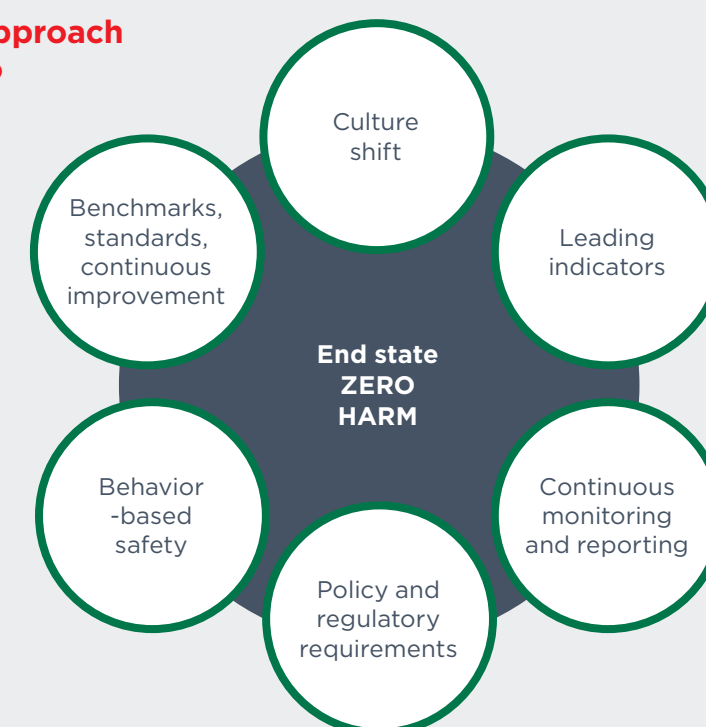 approach
Culture
shift
Leading
indicators
Continuous
monitoring
and reporting
Policy and
regulatory
requirements
Behavior
-based
safety
Benchmarks,
standards,
continuous
improvement
End state
ZERO
HARM